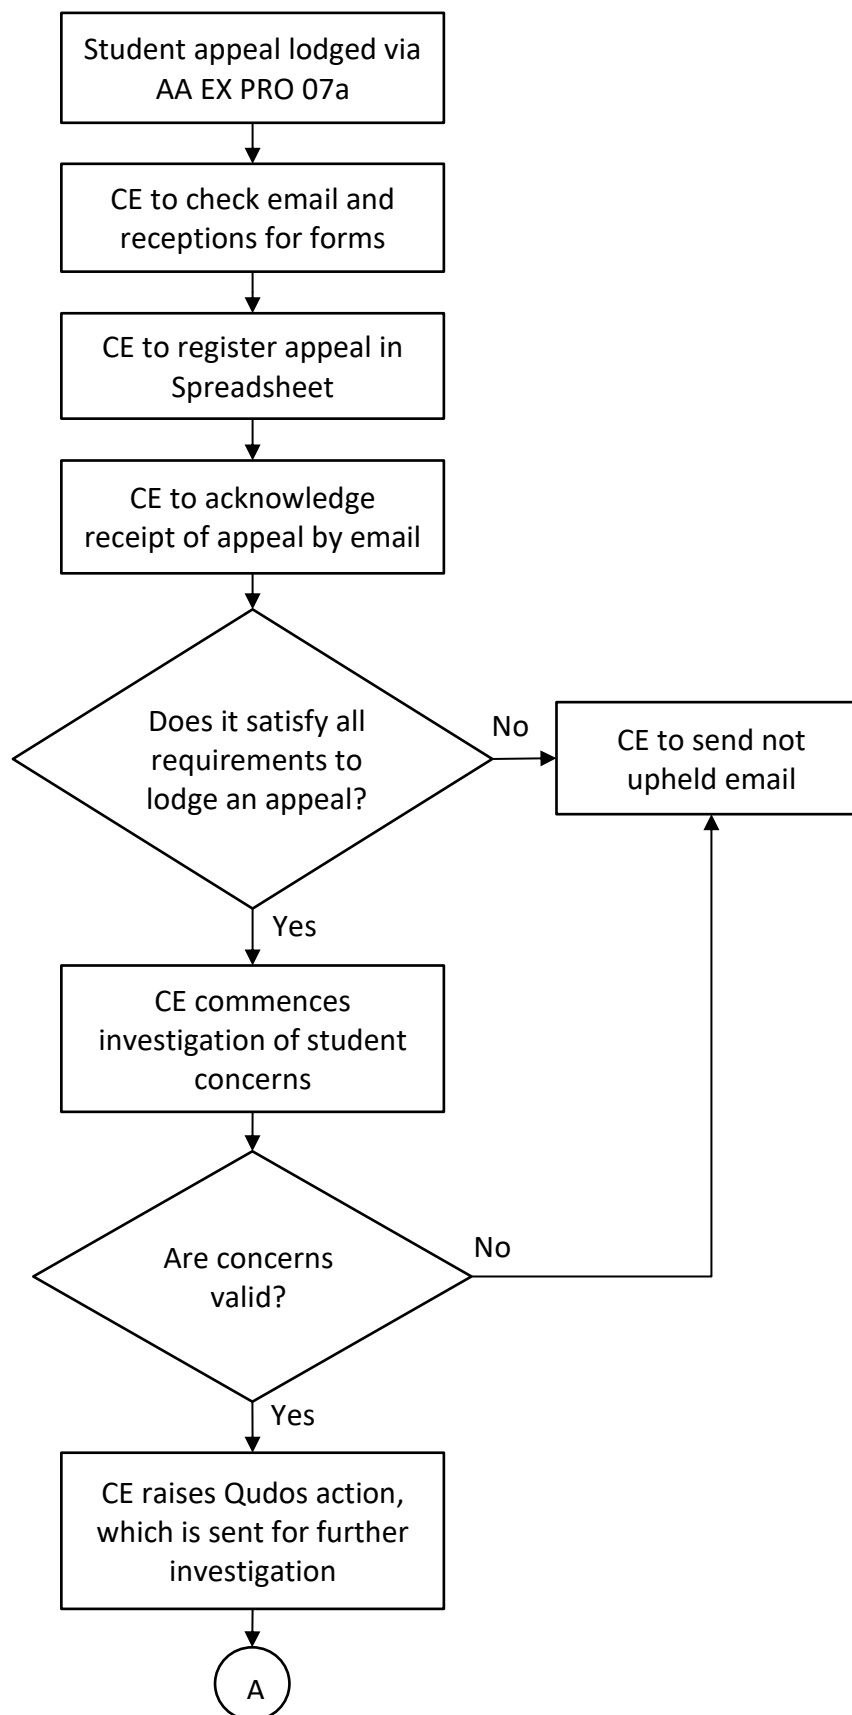 Student appeal lodged via
AA EX PRO 07a
CE to check email and
receptions for forms
CE to register appeal in
Spreadsheet
CE to acknowledge
receipt of appeal by email
Does it satisfy all
requirements to
lodge an appeal?
No
CE to send not
upheld email
Yes
CE commences
investigation of student
concerns
Are concerns
valid?
No
Yes
CE raises Qudos action,
which is sent for further
investigation
A